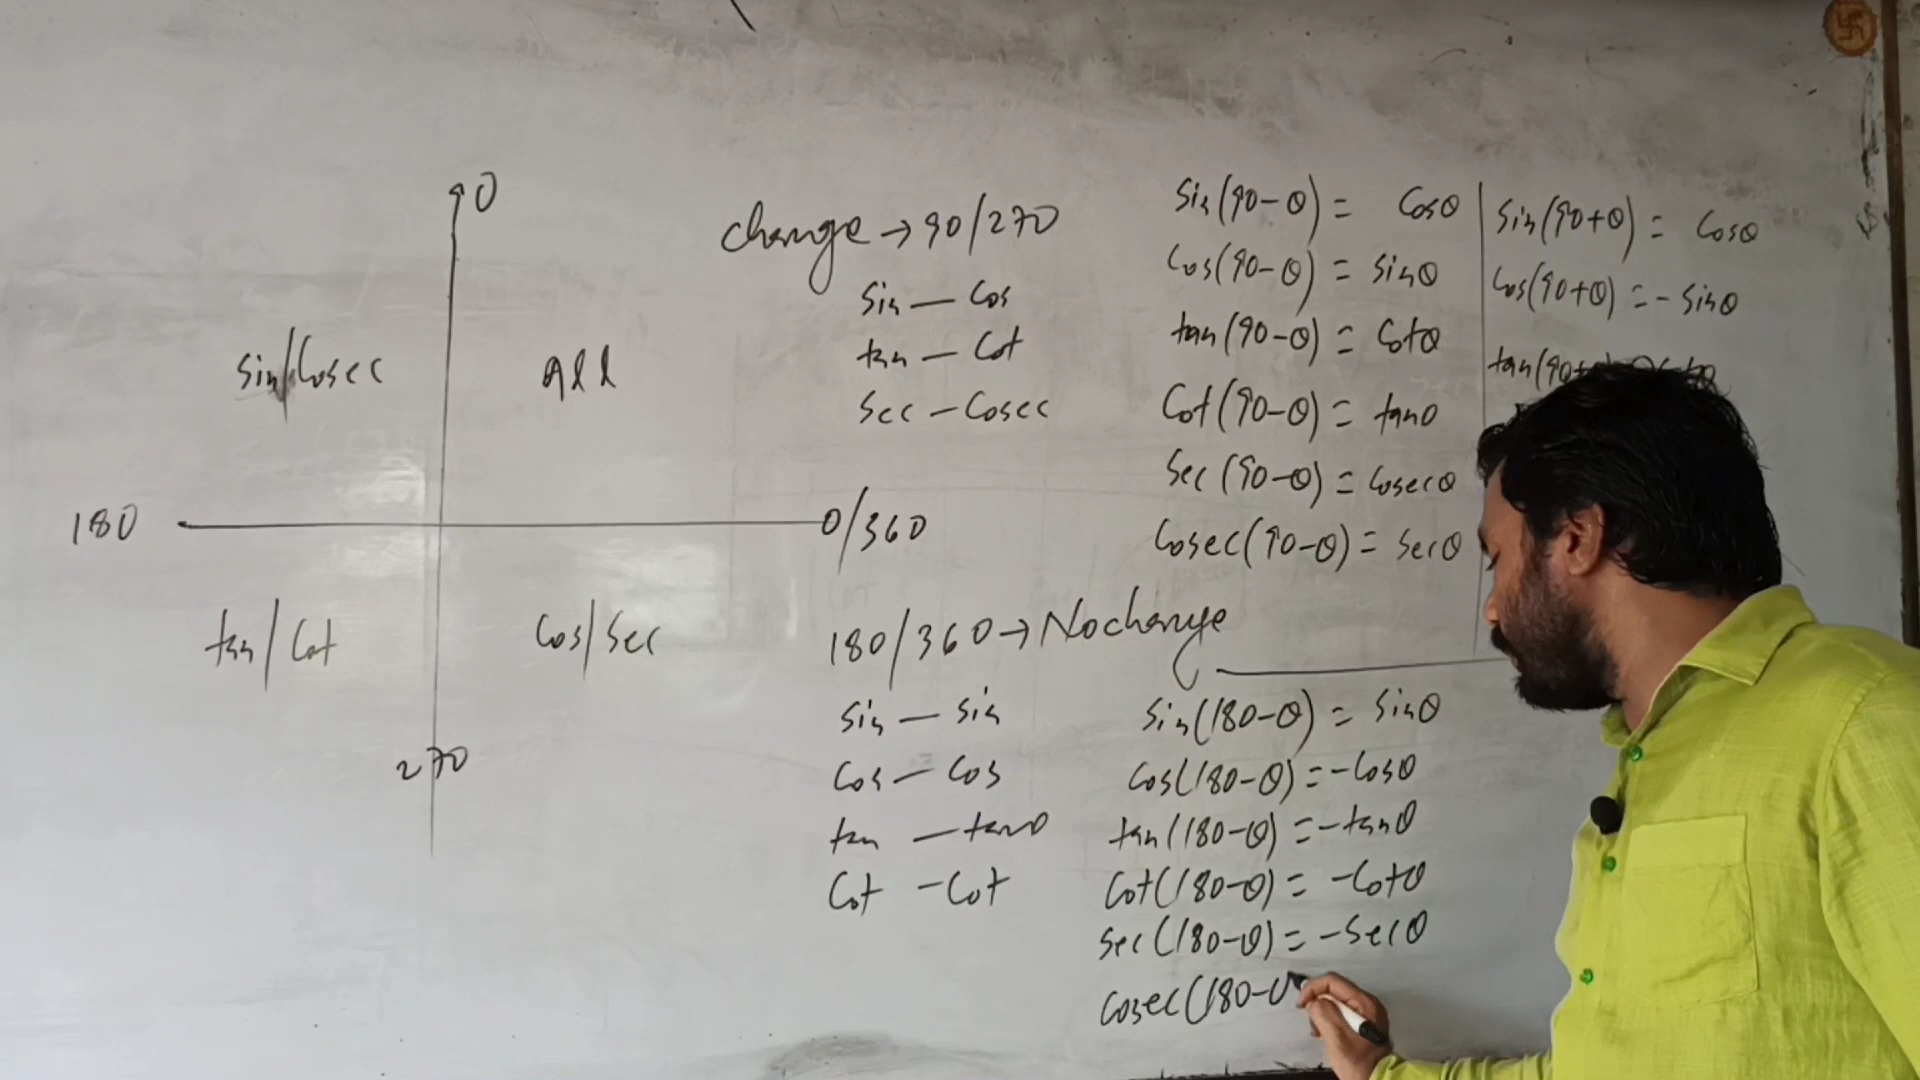 90
Sin/Cosec
All
180
0/360
tan/Cot
Cos/Sec
270
Change → 90/270
Sin — Cos
tan — Cot
Sec — Cosec
180/360 → No change
Sin — Sin
Cos — Cos
tan — tanθ
Cot - Cot
Sin(90-θ) = Cosθ
Cos(90-θ) = Sinθ
tan(90-θ) = Cotθ
Cot(90-θ) = tanθ
Sec(90-θ) = Cosecθ
Cosec(90-θ) = Secθ
Sin(90+θ) = Cosθ
Cos(90+θ) = -Sinθ
tan(90+
Sin(180-θ) = Sinθ
Cos(180-θ) = -Cosθ
tan(180-θ) = -tanθ
Cot(180-θ) = -Cotθ
Sec(180-θ) = -Secθ
Cosec(180-θ